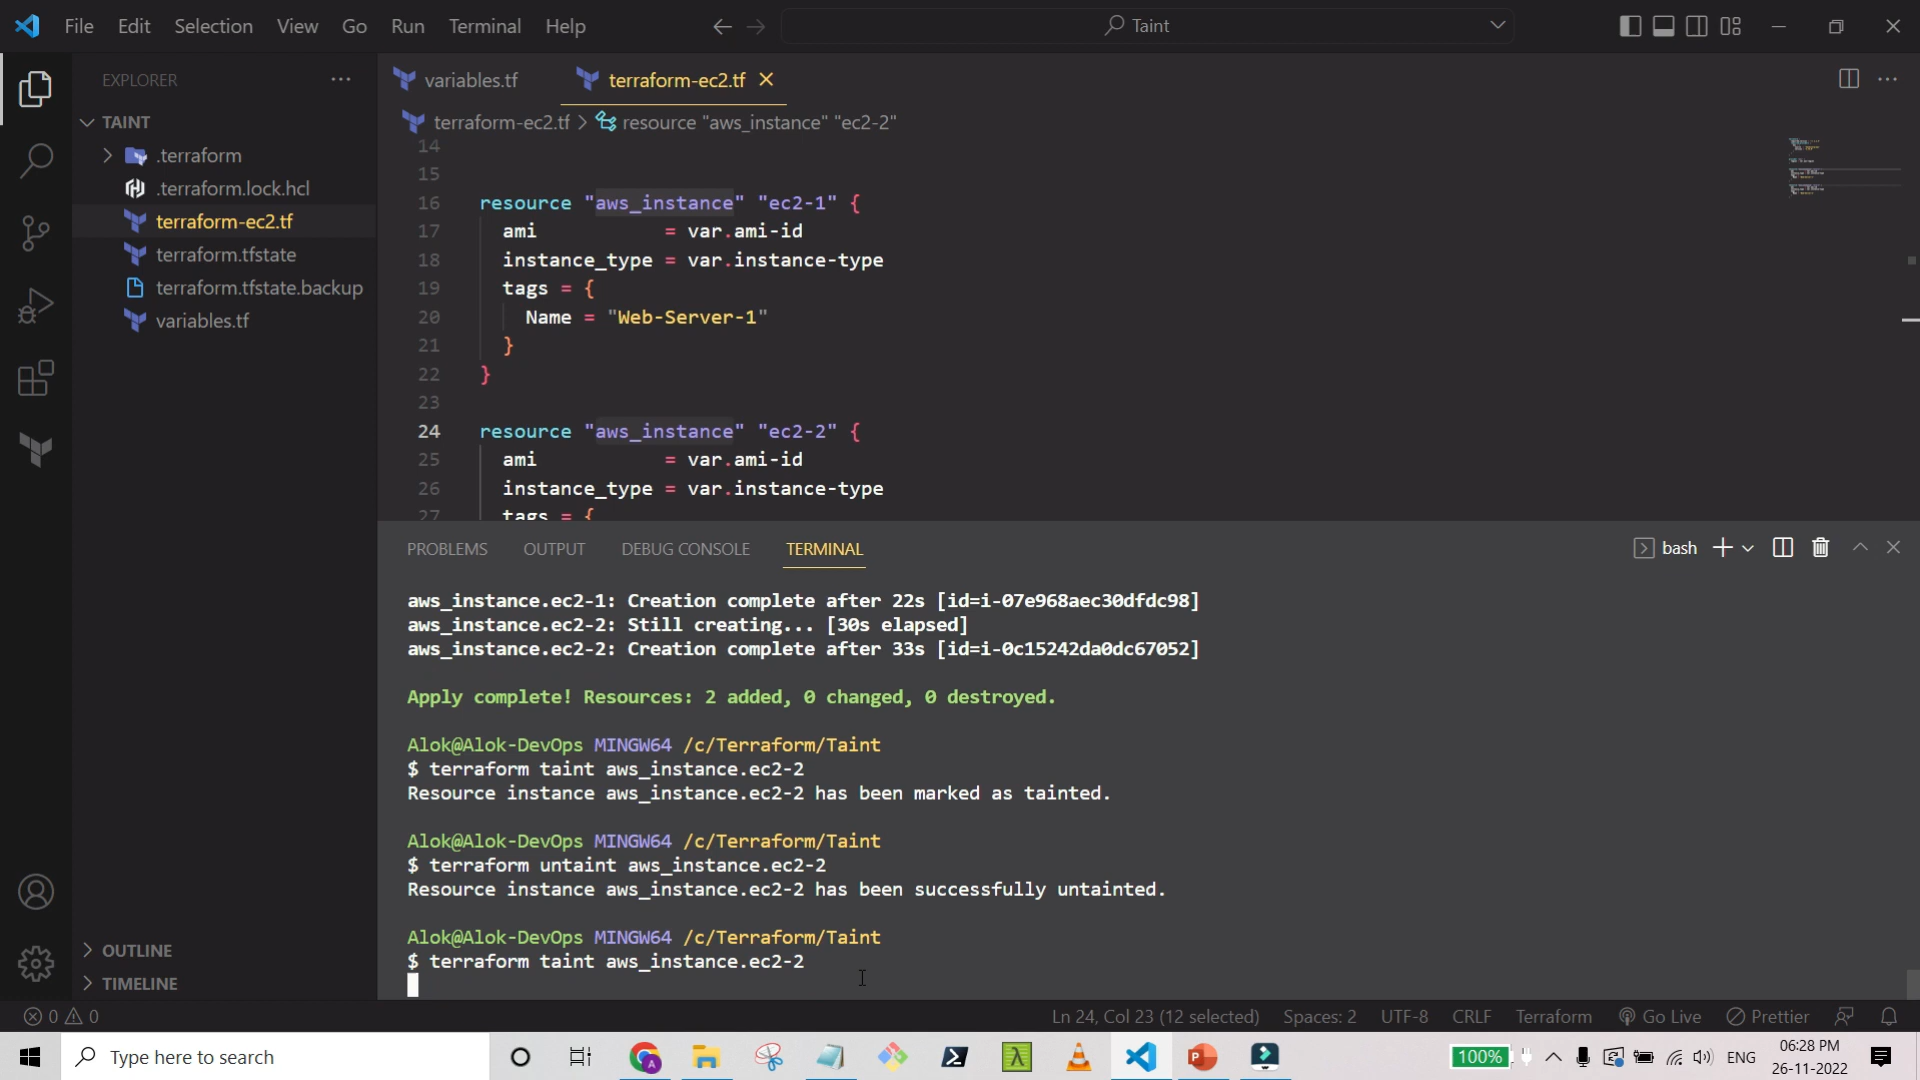 File Edit Selection View Go Run Terminal Help
Taint
EXPLORER
TAINT
.terraform
.terraform.lock.hcl
terraform-ec2.tf
terraform.tfstate
terraform.tfstate.backup
variables.tf
OUTLINE
TIMELINE
variables.tf
terraform-ec2.tf
terraform-ec2.tf > resource "aws_instance" "ec2-2"
14
15
16 resource "aws_instance" "ec2-1" {
17 ami = var.ami-id
18 instance_type = var.instance-type
19 tags = {
20 Name = "Web-Server-1"
21 }
22 }
23
24 resource "aws_instance" "ec2-2" {
25 ami = var.ami-id
26 instance_type = var.instance-type
27 tags = {
PROBLEMS OUTPUT DEBUG CONSOLE TERMINAL
bash
aws_instance.ec2-1: Creation complete after 22s [id=i-07e968aec30dfdc98]
aws_instance.ec2-2: Still creating... [30s elapsed]
aws_instance.ec2-2: Creation complete after 33s [id=i-0c15242da0dc67052]
Apply complete! Resources: 2 added, 0 changed, 0 destroyed.
Alok@Alok-DevOps MINGW64 /c/Terraform/Taint
$ terraform taint aws_instance.ec2-2
Resource instance aws_instance.ec2-2 has been marked as tainted.
Alok@Alok-DevOps MINGW64 /c/Terraform/Taint
$ terraform untaint aws_instance.ec2-2
Resource instance aws_instance.ec2-2 has been successfully untainted.
Alok@Alok-DevOps MINGW64 /c/Terraform/Taint
$ terraform taint aws_instance.ec2-2
0 0
Ln 24, Col 23 (12 selected) Spaces: 2 UTF-8 CRLF Terraform Go Live Prettier
Type here to search
100%
ENG
06:28 PM
26-11-2022